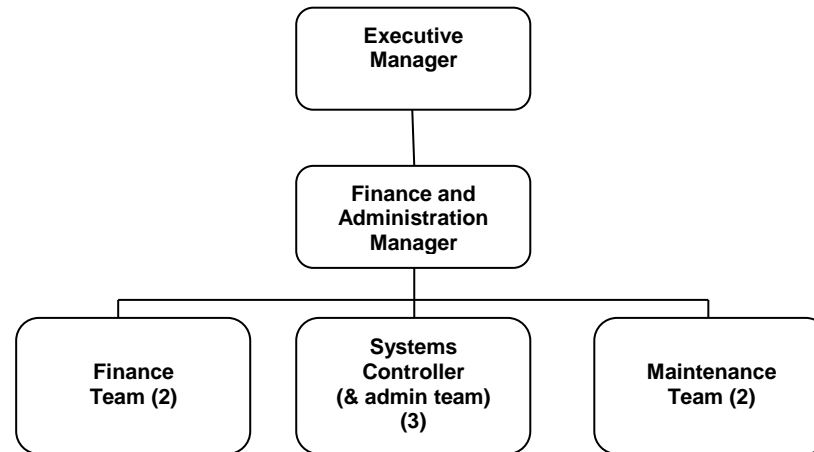 Executive
Manager
Finance and
Administration
Manager
Finance
Team (2)
Systems
Controller
(& admin team)
(3)
Maintenance
Team (2)